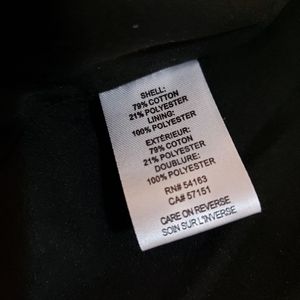 SHELL:
79% COTTON
21% POLYESTER
LINING:
100% POLYESTER
EXTÉRIEUR:
79% COTON
21% POLYESTER
DOUBLURE:
100% POLYESTER
RN# 54163
CA# 57151
CARE ON REVERSE
SOIN SUR L'INVERSE